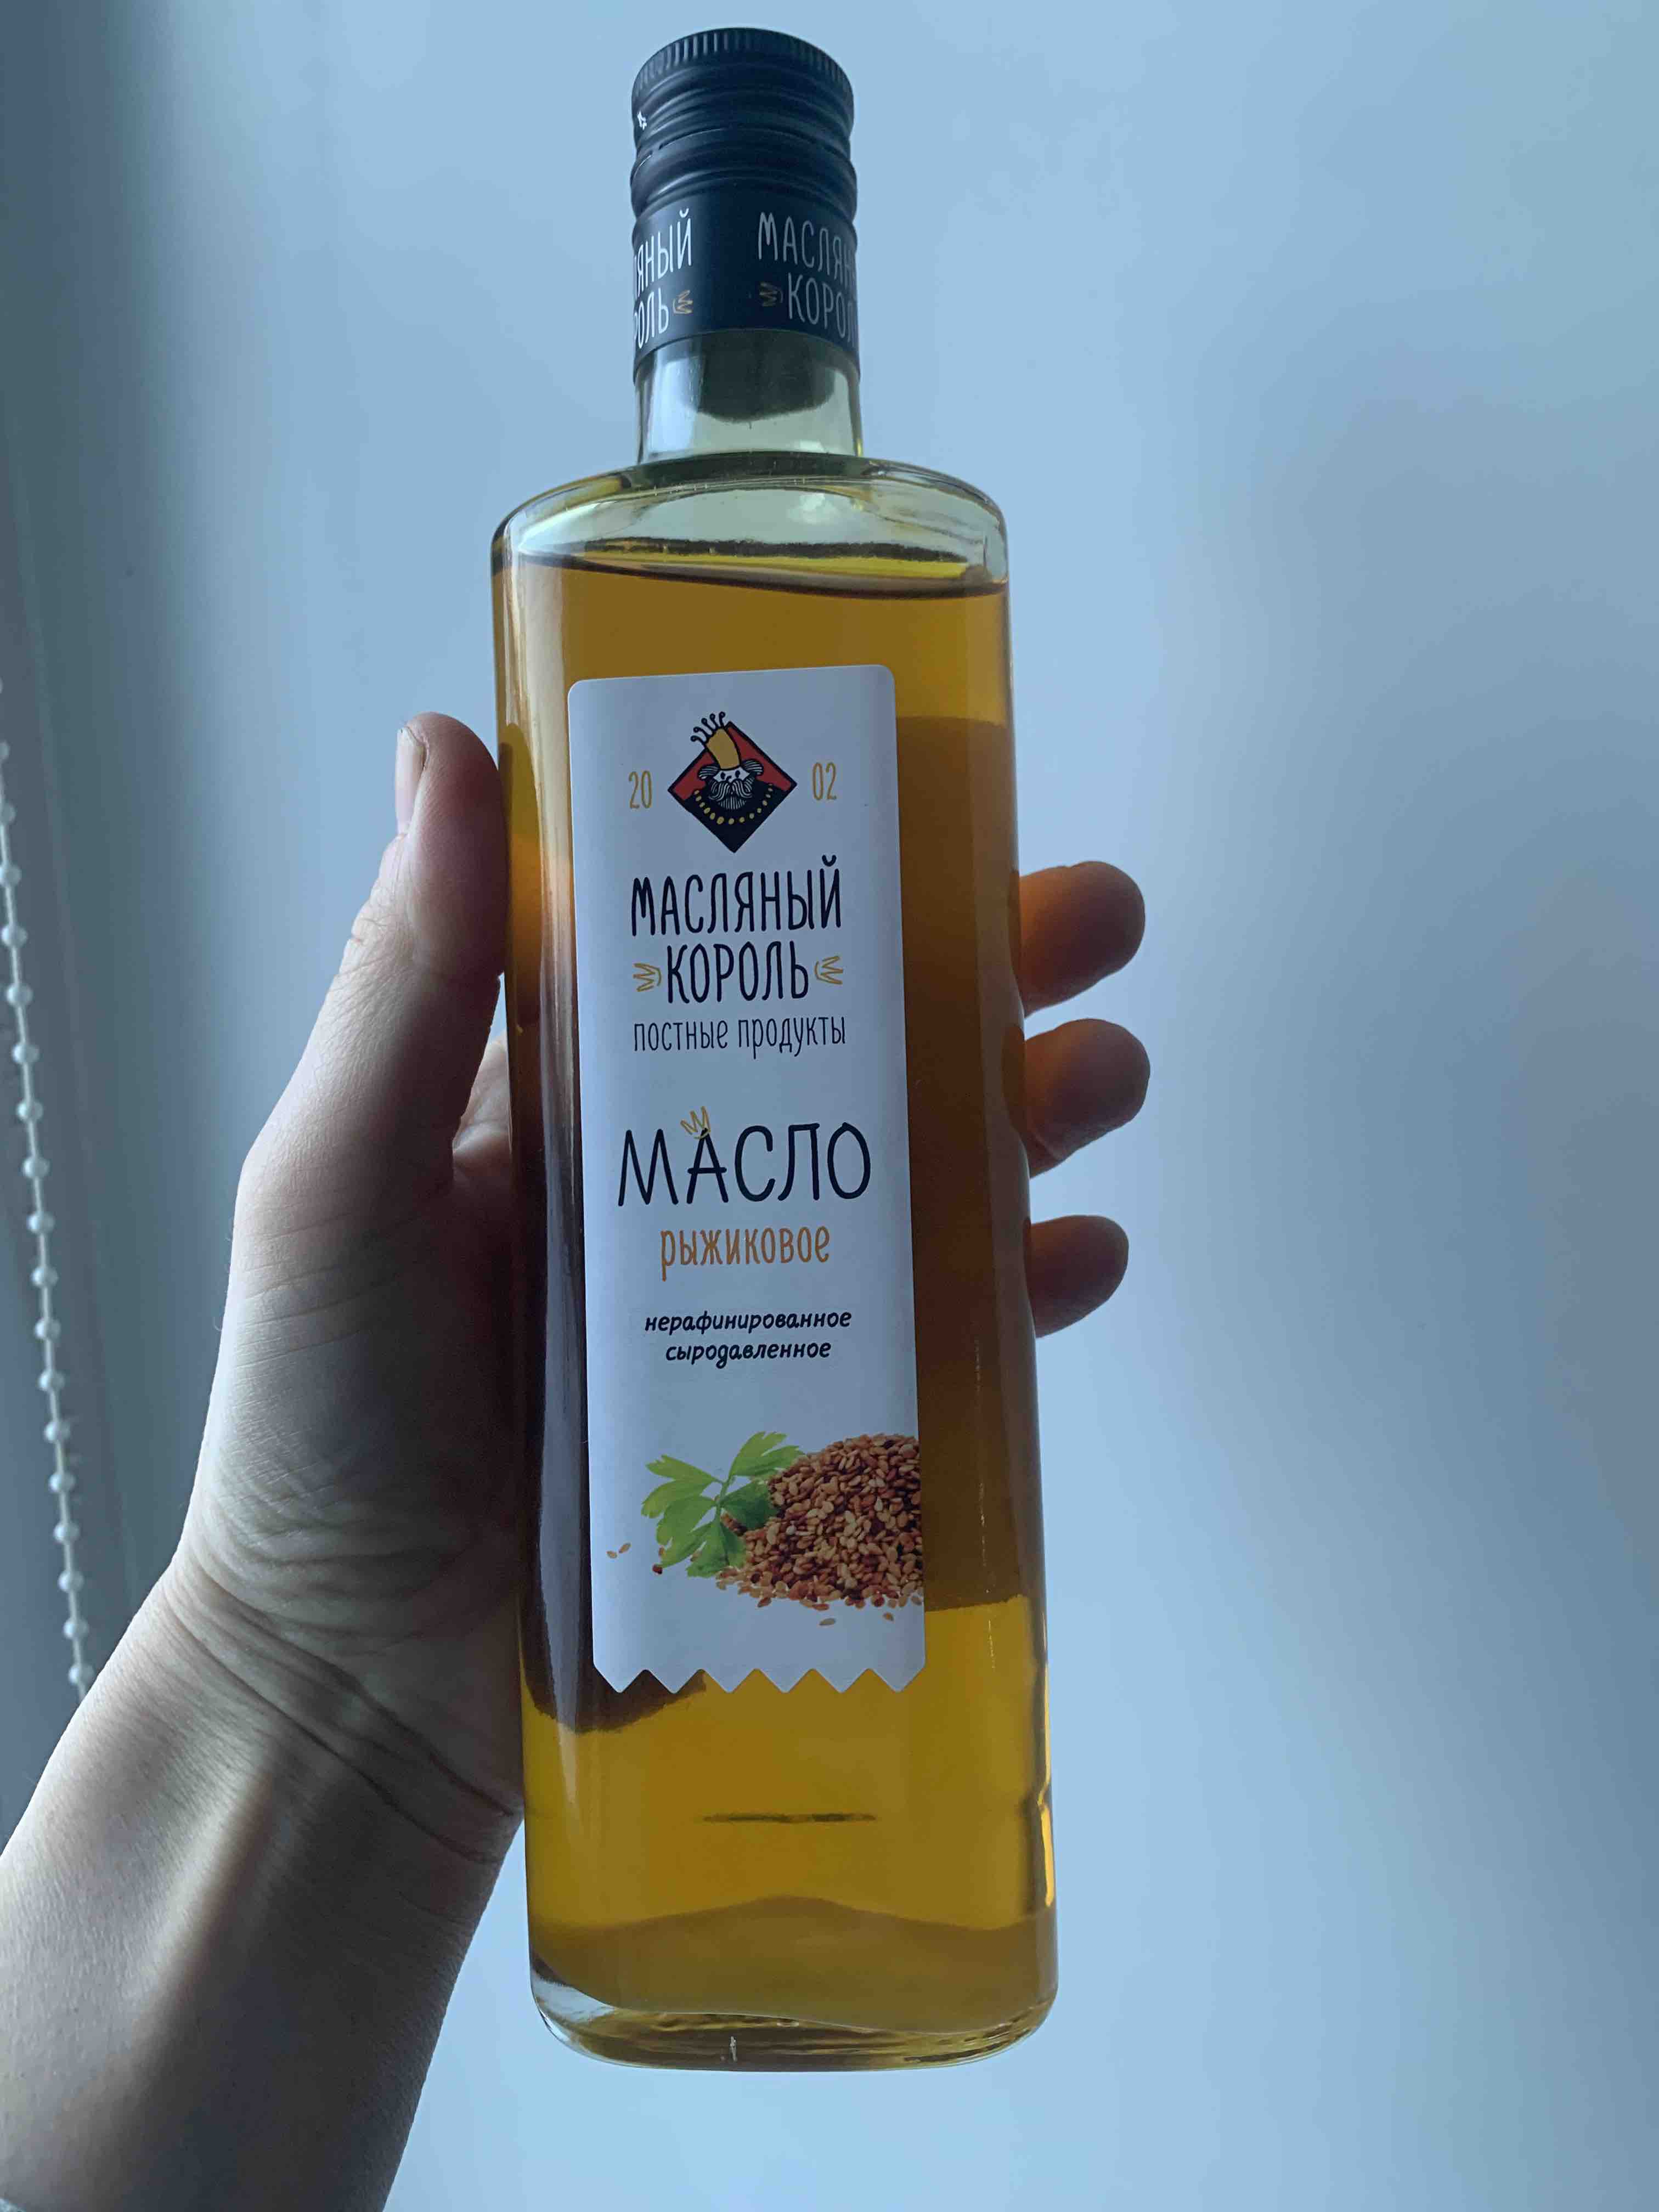 МАСЛЯНЫЙ
КОРОЛЬ
20 02
МАСЛЯНЫЙ
КОРОЛЬ
постные продукты
МАСЛО
рыжиковое
нерафинированное
сыродавленное